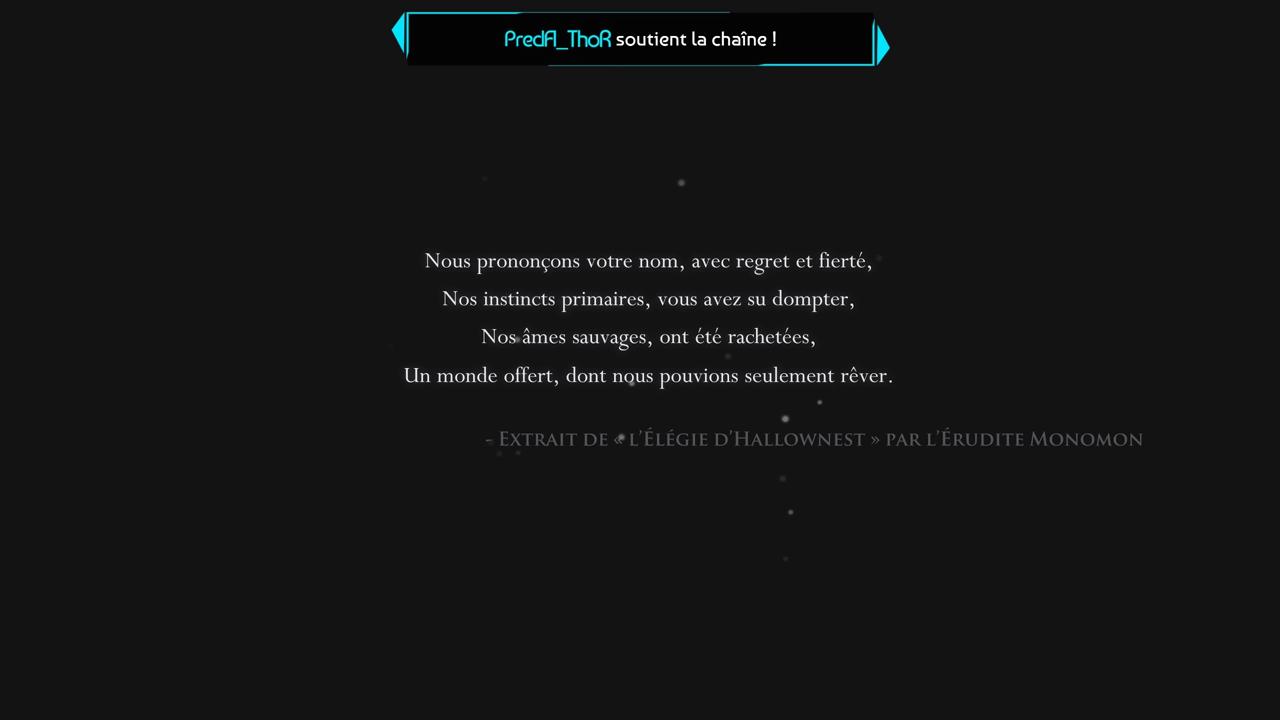 PredA_ThoR soutient la chaîne !
Nous prononçons votre nom, avec regret et fierté,
Nos instincts primaires, vous avez su dompter,
Nos âmes sauvages, ont été rachetées,
Un monde offert, dont nous pouvions seulement rêver.
- Extrait de « l'Élégie d'Hallownest » par l'Érudite Monomon